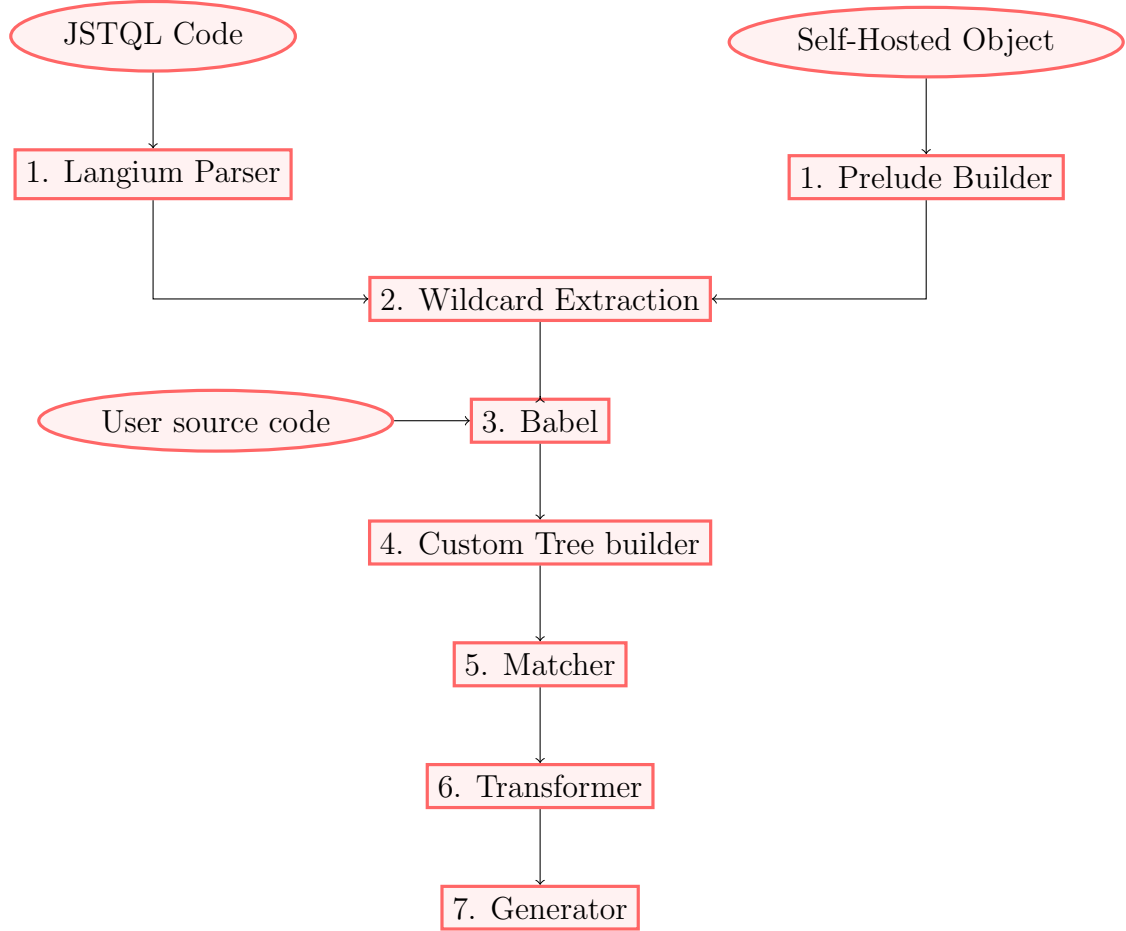 JSTQL Code
Self-Hosted Object
1. Langium Parser
1. Prelude Builder
2. Wildcard Extraction
User source code
3. Babel
4. Custom Tree builder
5. Matcher
6. Transformer
7. Generator